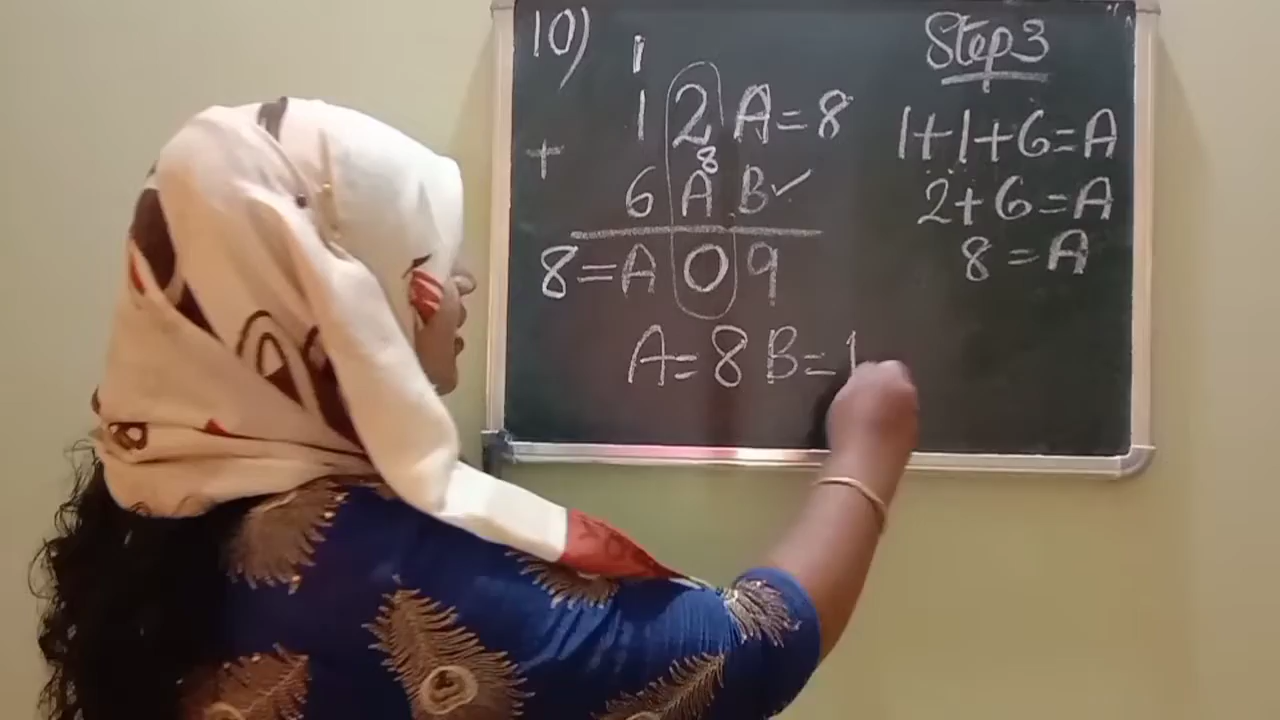 10)
1
1 2 A=8
8
+ 6 A B✓
8=A 0 9
A=8 B=1
Step 3
1+1+6=A
2+6=A
8=A